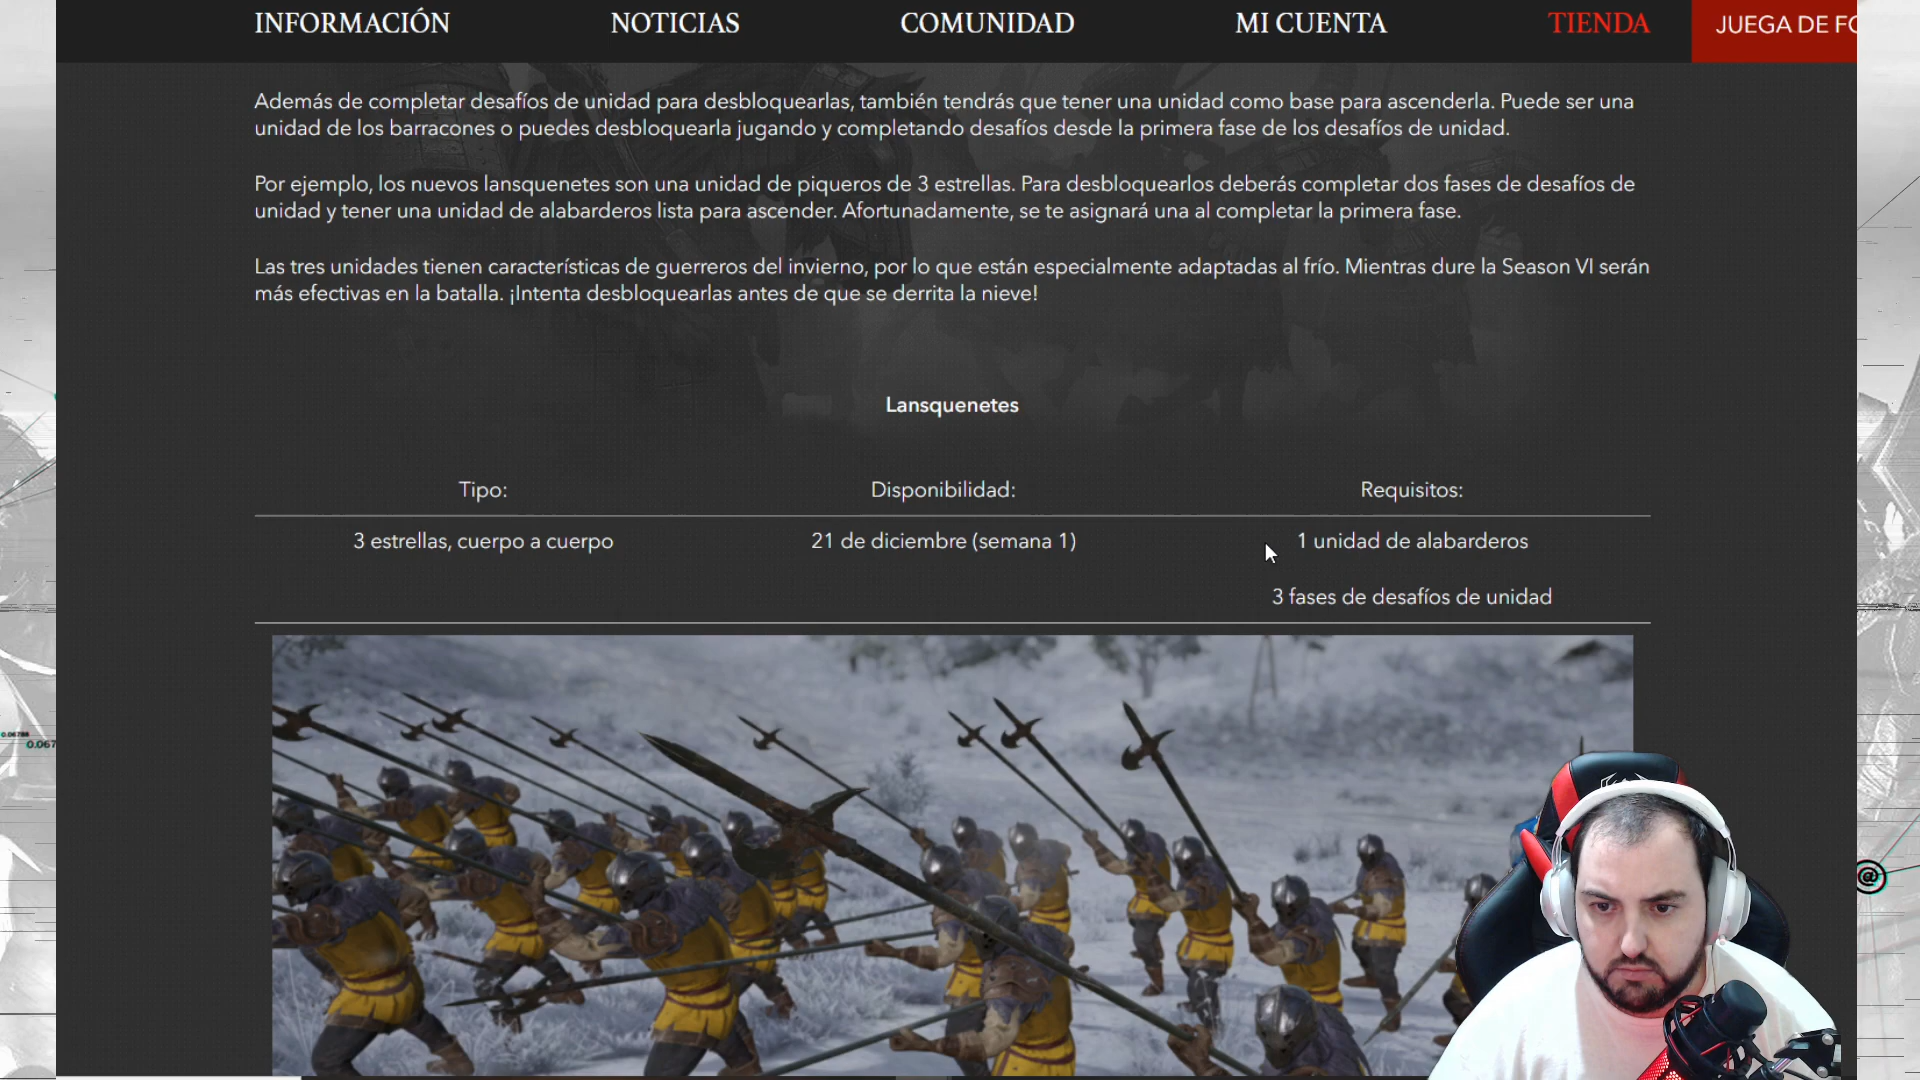 INFORMACIÓN NOTICIAS COMUNIDAD MI CUENTA TIENDA JUEGA DE
Además de completar desafíos de unidad para desbloquearlas, también tendrás que tener una unidad como base para ascenderla. Puede ser una
unidad de los barracones o puedes desbloquearla jugando y completando desafíos desde la primera fase de los desafíos de unidad.
Por ejemplo, los nuevos lansquenetes son una unidad de piqueros de 3 estrellas. Para desbloquearlos deberás completar dos fases de desafíos de
unidad y tener una unidad de alabarderos lista para ascender. Afortunadamente, se te asignará una al completar la primera fase.
Las tres unidades tienen características de guerreros del invierno, por lo que están especialmente adaptadas al frío. Mientras dure la Season VI serán
más efectivas en la batalla. ¡Intenta desbloquearlas antes de que se derrita la nieve!
Lansquenetes
Tipo: Disponibilidad: Requisitos:
3 estrellas, cuerpo a cuerpo 21 de diciembre (semana 1) 1 unidad de alabarderos
3 fases de desafíos de unidad
0.06788
0.067
@